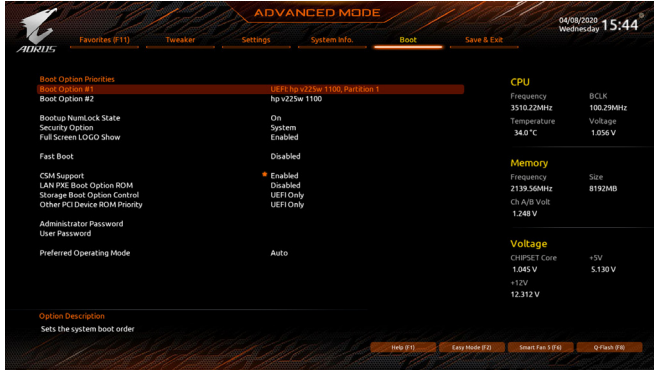 ADVANCED MODE
04/08/2020 Wednesday 15:44
AORUS
Favorites (F11) Tweaker Settings System Info. Boot Save & Exit
Boot Option Priorities
Boot Option #1 UEFI: hp v225w 1100, Partition 1
Boot Option #2 hp v225w 1100
Bootup NumLock State On
Security Option System
Full Screen LOGO Show Enabled
Fast Boot Disabled
CSM Support * Enabled
LAN PXE Boot Option ROM Disabled
Storage Boot Option Control UEFI Only
Other PCI Device ROM Priority UEFI Only
Administrator Password
User Password
Preferred Operating Mode Auto
CPU
Frequency BCLK
3510.22MHz 100.29MHz
Temperature Voltage
34.0 °C 1.056 V
Memory
Frequency Size
2139.56MHz 8192MB
Ch A/B Volt
1.248 V
Voltage
CHIPSET Core +5V
1.045 V 5.130 V
+12V
12.312 V
Option Description
Sets the system boot order
Help (F1) Easy Mode (F2) Smart Fan 5 (F6) Q-Flash (F8)